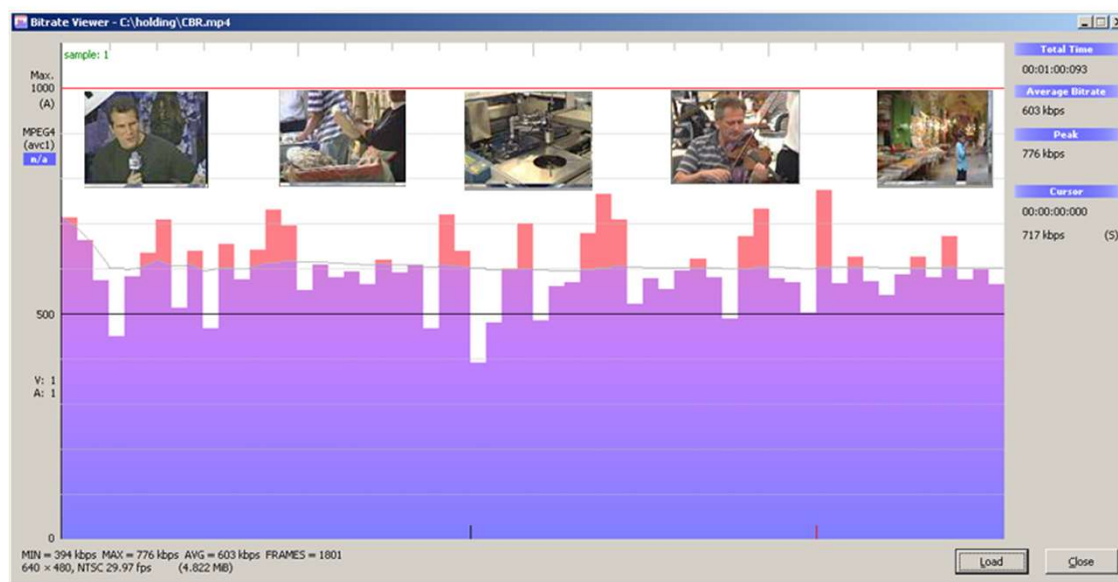 Bitrate Viewer - C:\holding\CBR.mp4
sample: 1
Max.
1000
(A)
MPEG4
(avc1)
n/a
500
V: 1
A: 1
0
Total Time
00:01:00:093
Average Bitrate
603 kbps
Peak
776 kbps
Cursor
00:00:00:000
717 kbps (S)
MIN = 394 kbps MAX = 776 kbps AVG = 603 kbps FRAMES = 1801
640 × 480, NTSC 29.97 fps (4.822 MiB)
Load
Close